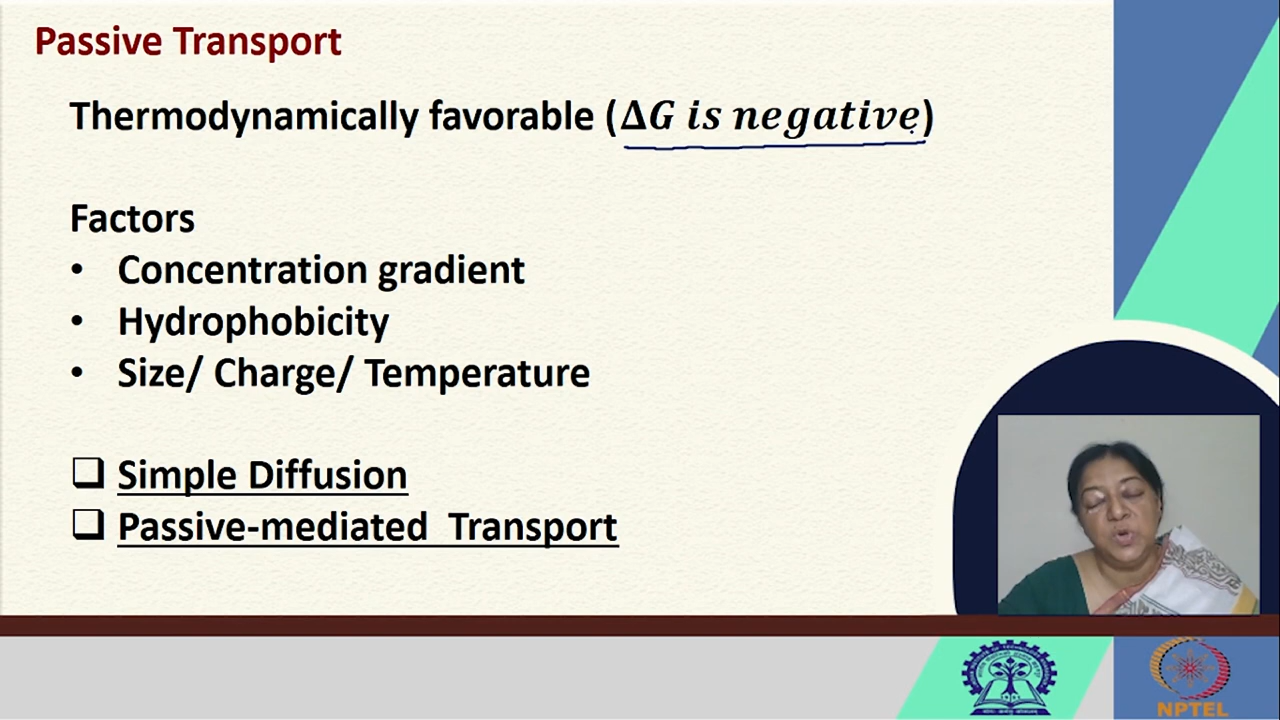 Passive Transport
Thermodynamically favorable (ΔG is negative)
Factors
• Concentration gradient
• Hydrophobicity
• Size/ Charge/ Temperature
❑ Simple Diffusion
❑ Passive-mediated Transport
NPTEL